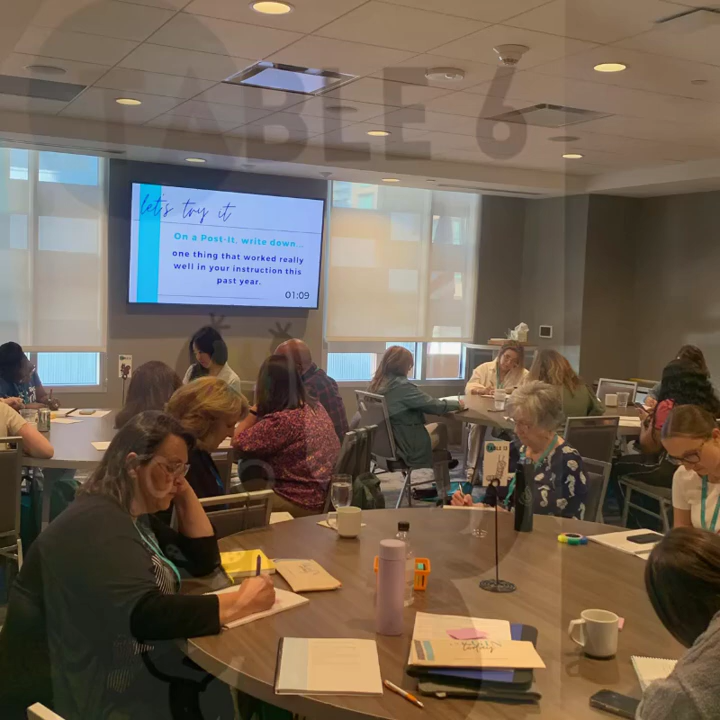 TABLE 6
let's try it
On a Post-it, write down...
one thing that worked really
well in your instruction this
past year.
01:09